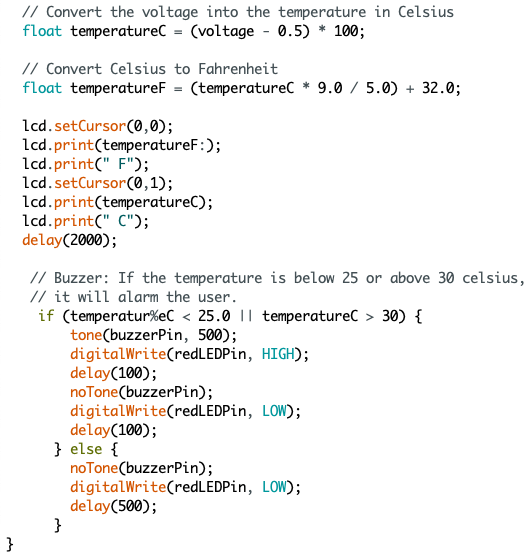 // Convert the voltage into the temperature in Celsius
float temperatureC = (voltage - 0.5) * 100;
// Convert Celsius to Fahrenheit
float temperatureF = (temperatureC * 9.0 / 5.0) + 32.0;
lcd.setCursor(0,0);
lcd.print(temperatureF:);
lcd.print(" F");
lcd.setCursor(0,1);
lcd.print(temperatureC);
lcd.print(" C");
delay(2000);
// Buzzer: If the temperature is below 25 or above 30 celsius,
// it will alarm the user.
if (temperatur%eC < 25.0 || temperatureC > 30) {
tone(buzzerPin, 500);
digitalWrite(redLEDPin, HIGH);
delay(100);
noTone(buzzerPin);
digitalWrite(redLEDPin, LOW);
delay(100);
} else {
noTone(buzzerPin);
digitalWrite(redLEDPin, LOW);
delay(500);
}
}